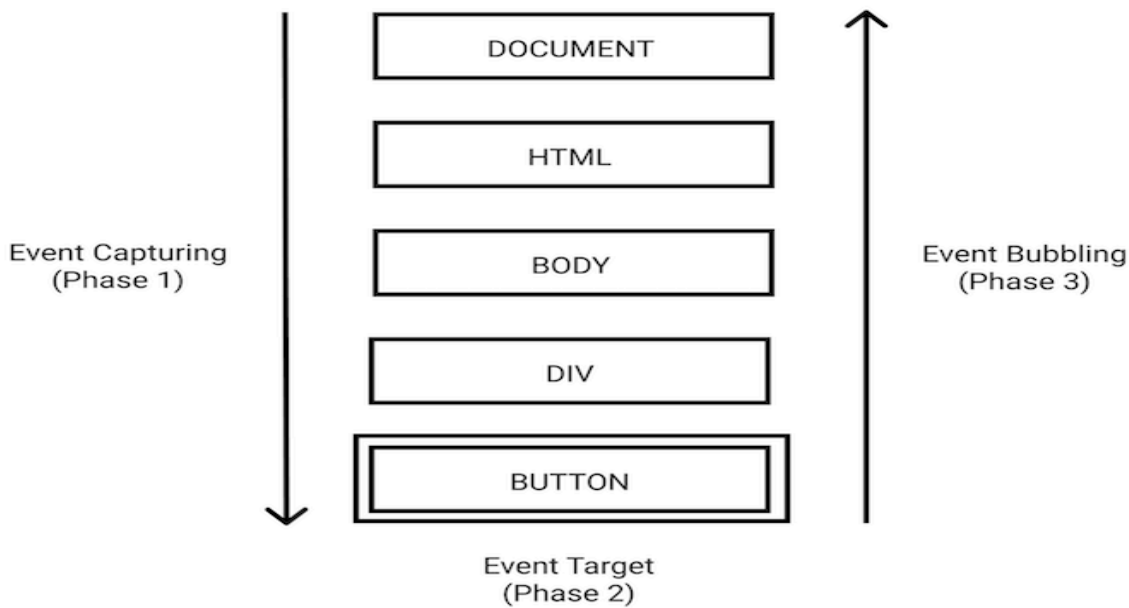 DOCUMENT
HTML
Event Capturing
(Phase 1)
BODY
Event Bubbling
(Phase 3)
DIV
BUTTON
Event Target
(Phase 2)